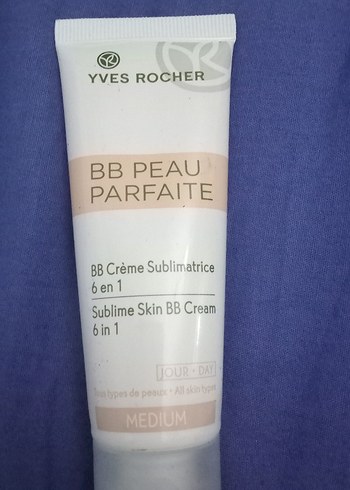 YVES ROCHER
BB PEAU
PARFAITE
BB Crème Sublimatrice
6 en 1
Sublime Skin BB Cream
6 in 1
JOUR - DAY
Tous types de peaux • All skin types
MEDIUM